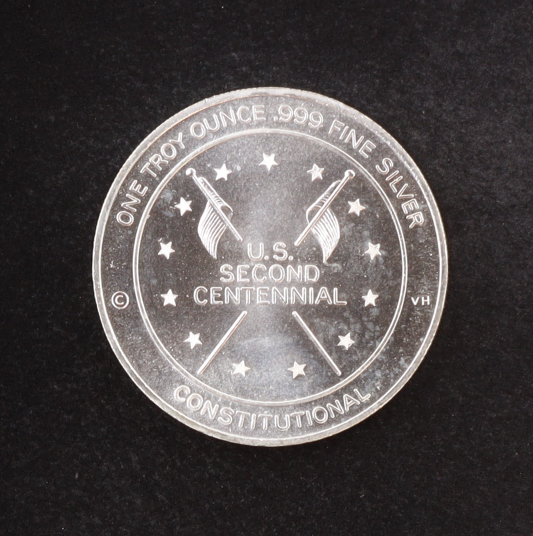 ONE TROY OUNCE .999 FINE SILVER
U.S.
SECOND
CENTENNIAL
© VH
CONSTITUTIONAL